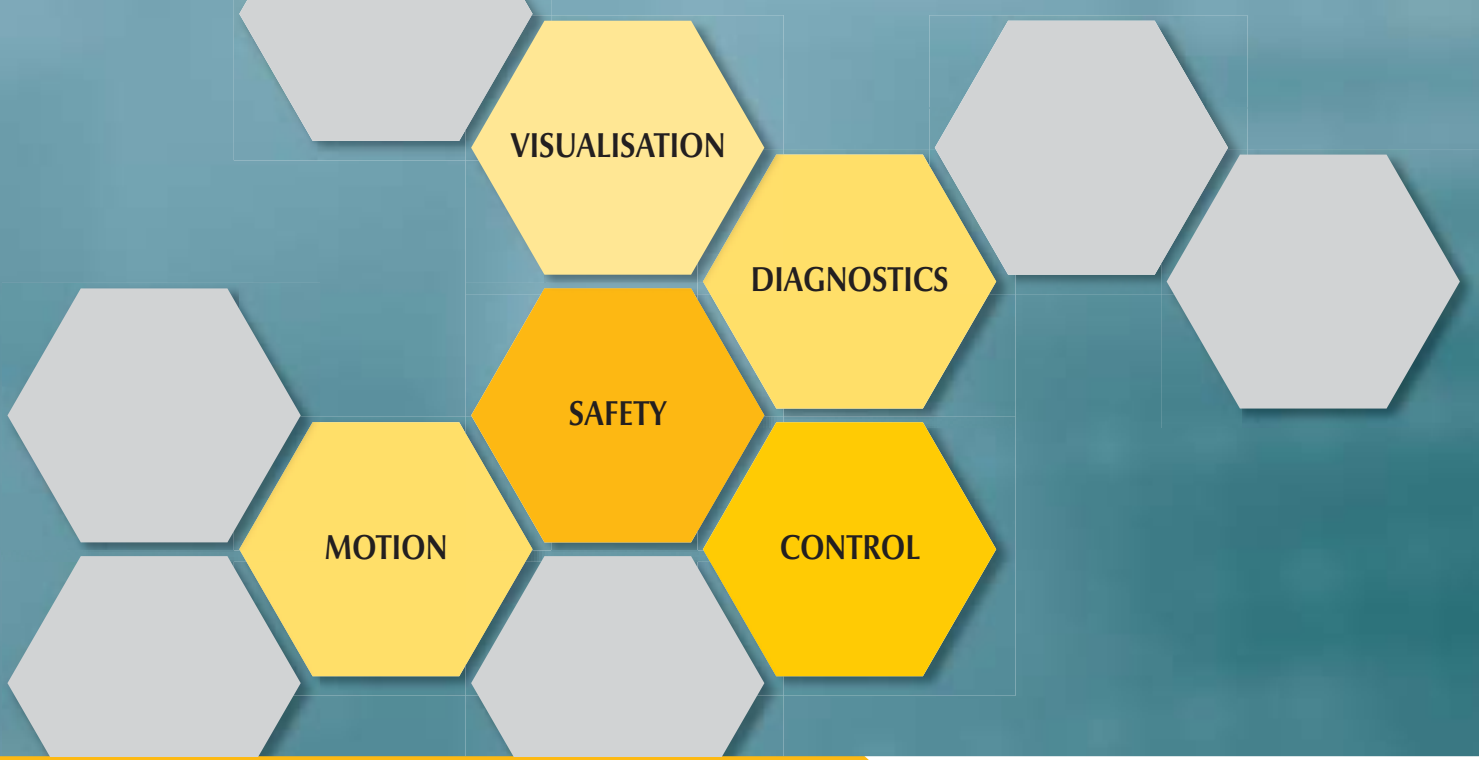 VISUALISATION
DIAGNOSTICS
SAFETY
MOTION
CONTROL